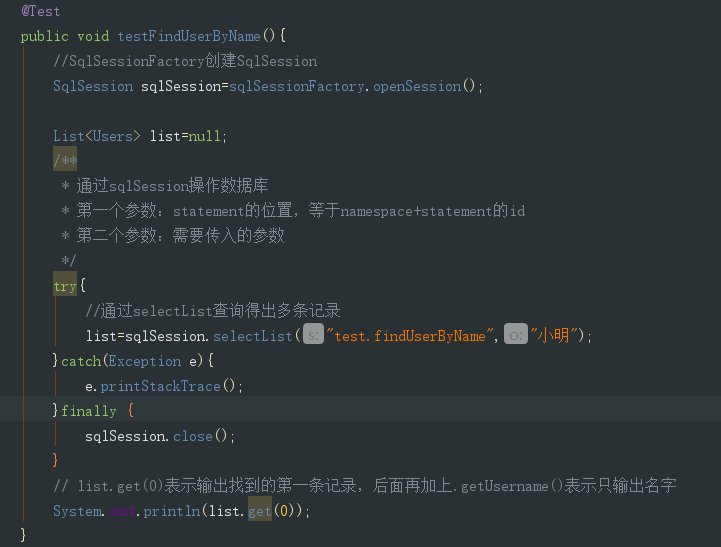 @Test
public void testFindUserByName(){
//SqlSessionFactory创建SqlSession
SqlSession sqlSession=sqlSessionFactory.openSession();
List<Users> list=null;
/**
* 通过sqlSession操作数据库
* 第一个参数：statement的位置，等于namespace+statement的id
* 第二个参数：需要传入的参数
*/
try{
//通过selectList查询得出多条记录
list=sqlSession.selectList( s: "test.findUserByName", o: "小明");
}catch(Exception e){
e.printStackTrace();
}finally {
sqlSession.close();
}
// list.get(0)表示输出找到的第一条记录，后面再加上.getUsername()表示只输出名字
System.out.println(list.get(0));
}